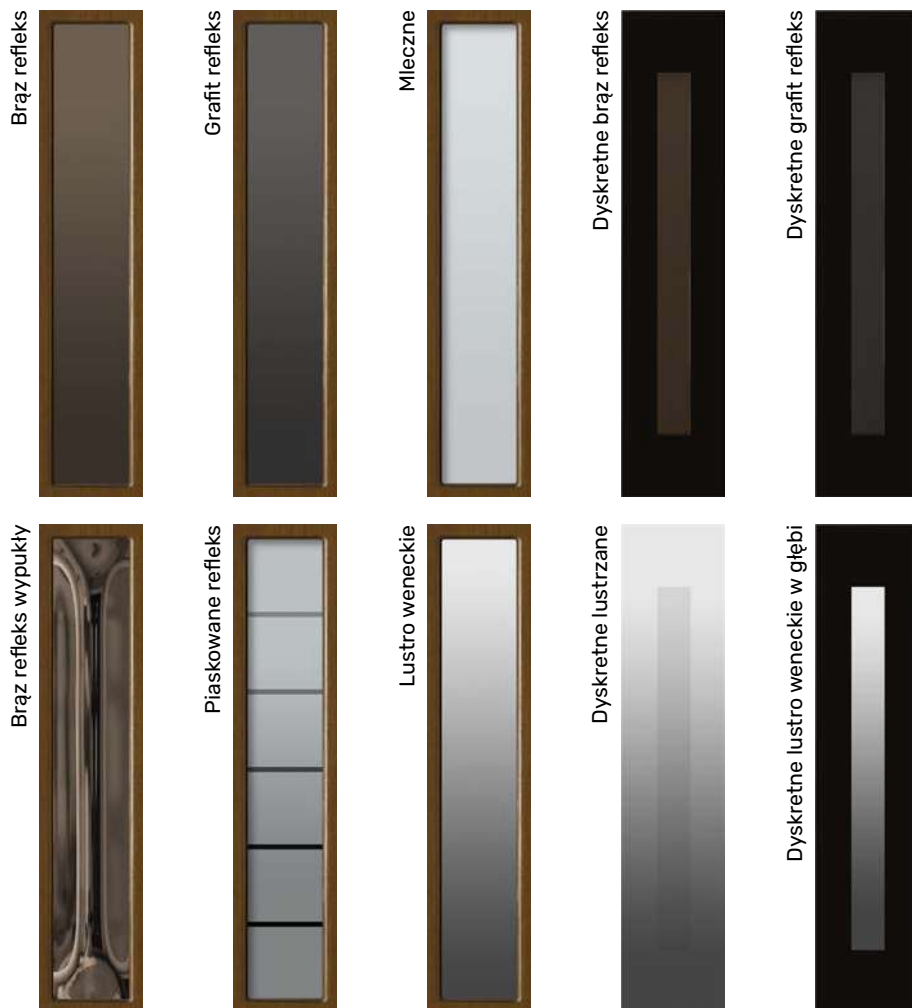 Brąz refleks
Grafit refleks
Mleczne
Dyskretne brąz refleks
Dyskretne grafit refleks
Brąz refleks wypukły
Piaskowane refleks
Lustro weneckie
Dyskretne lustrzane
Dyskretne lustro weneckie w głębi